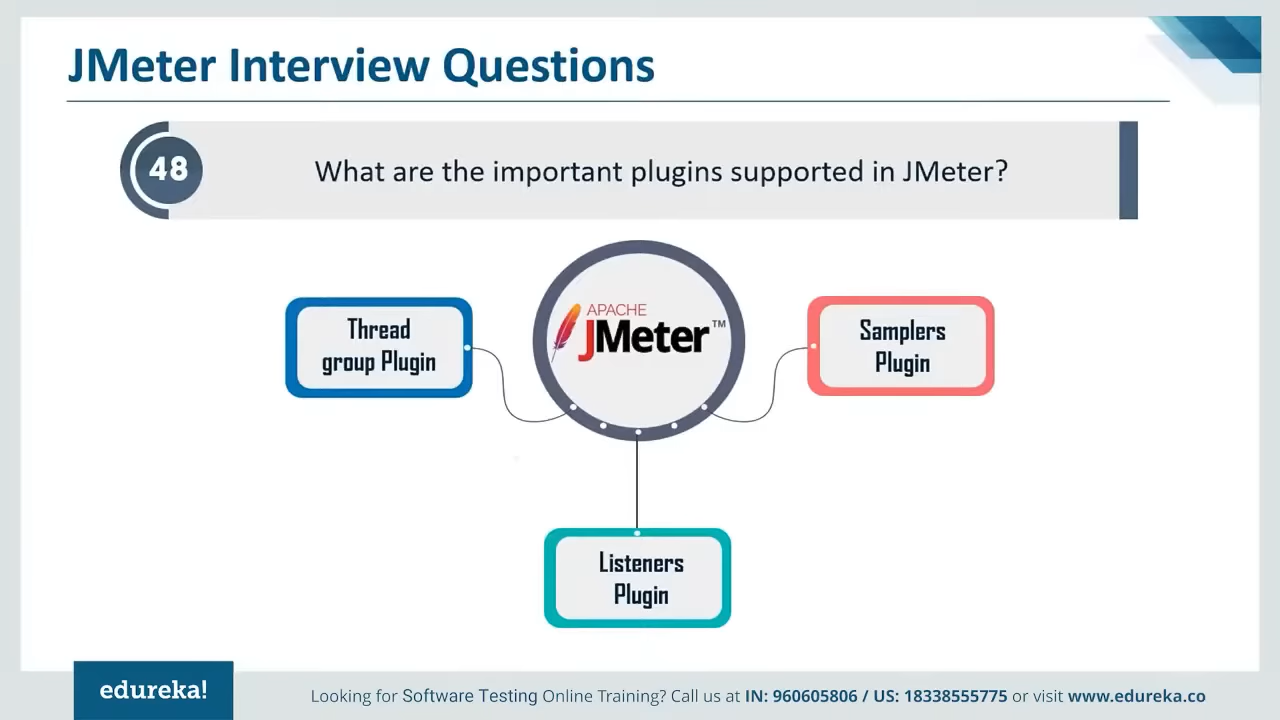 JMeter Interview Questions
48
What are the important plugins supported in JMeter?
Thread
group Plugin
APACHE
JMeter™
Samplers
Plugin
Listeners
Plugin
edureka!
Looking for Software Testing Online Training? Call us at IN: 960605806 / US: 18338555775 or visit www.edureka.co